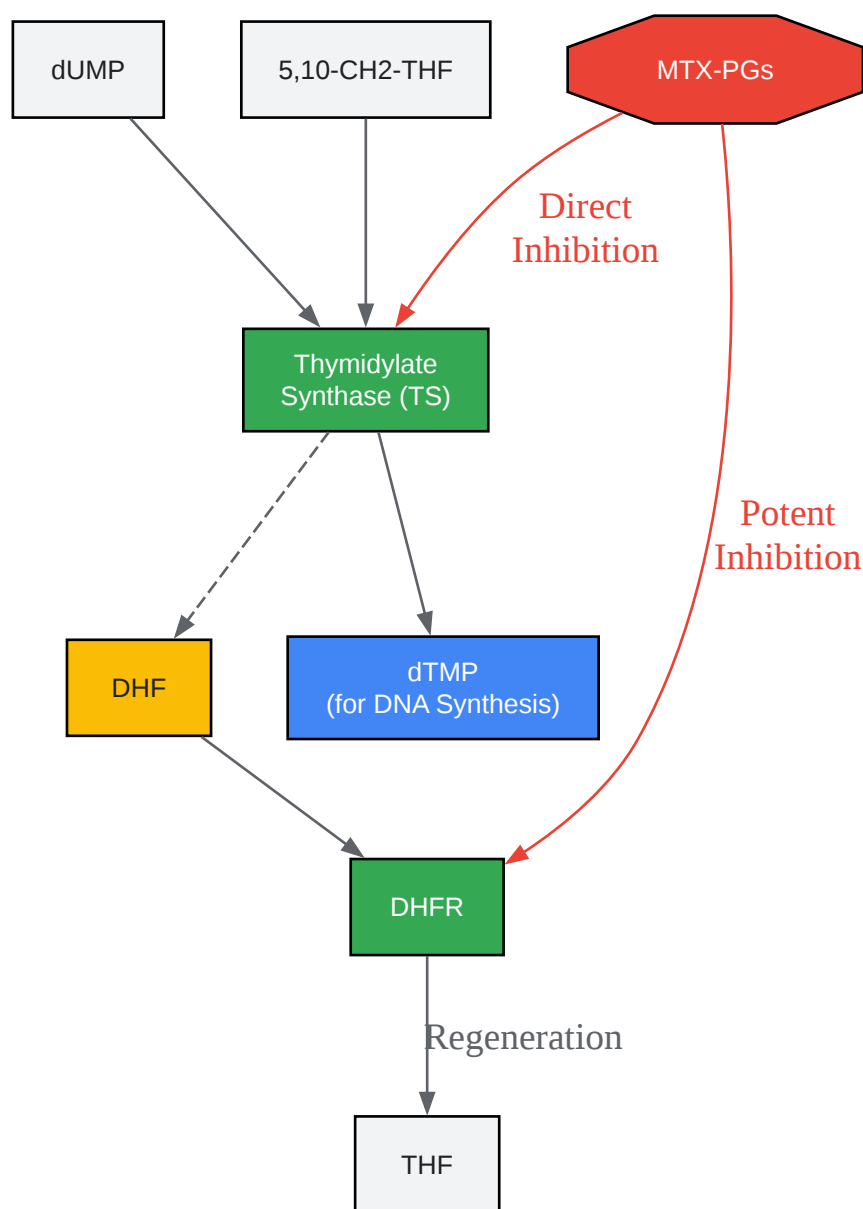 dUMP
5,10-CH2-THF
MTX-PGs
Direct
Inhibition
Thymidylate
Synthase (TS)
Potent
Inhibition
DHF
dTMP
(for DNA Synthesis)
DHFR
Regeneration
THF